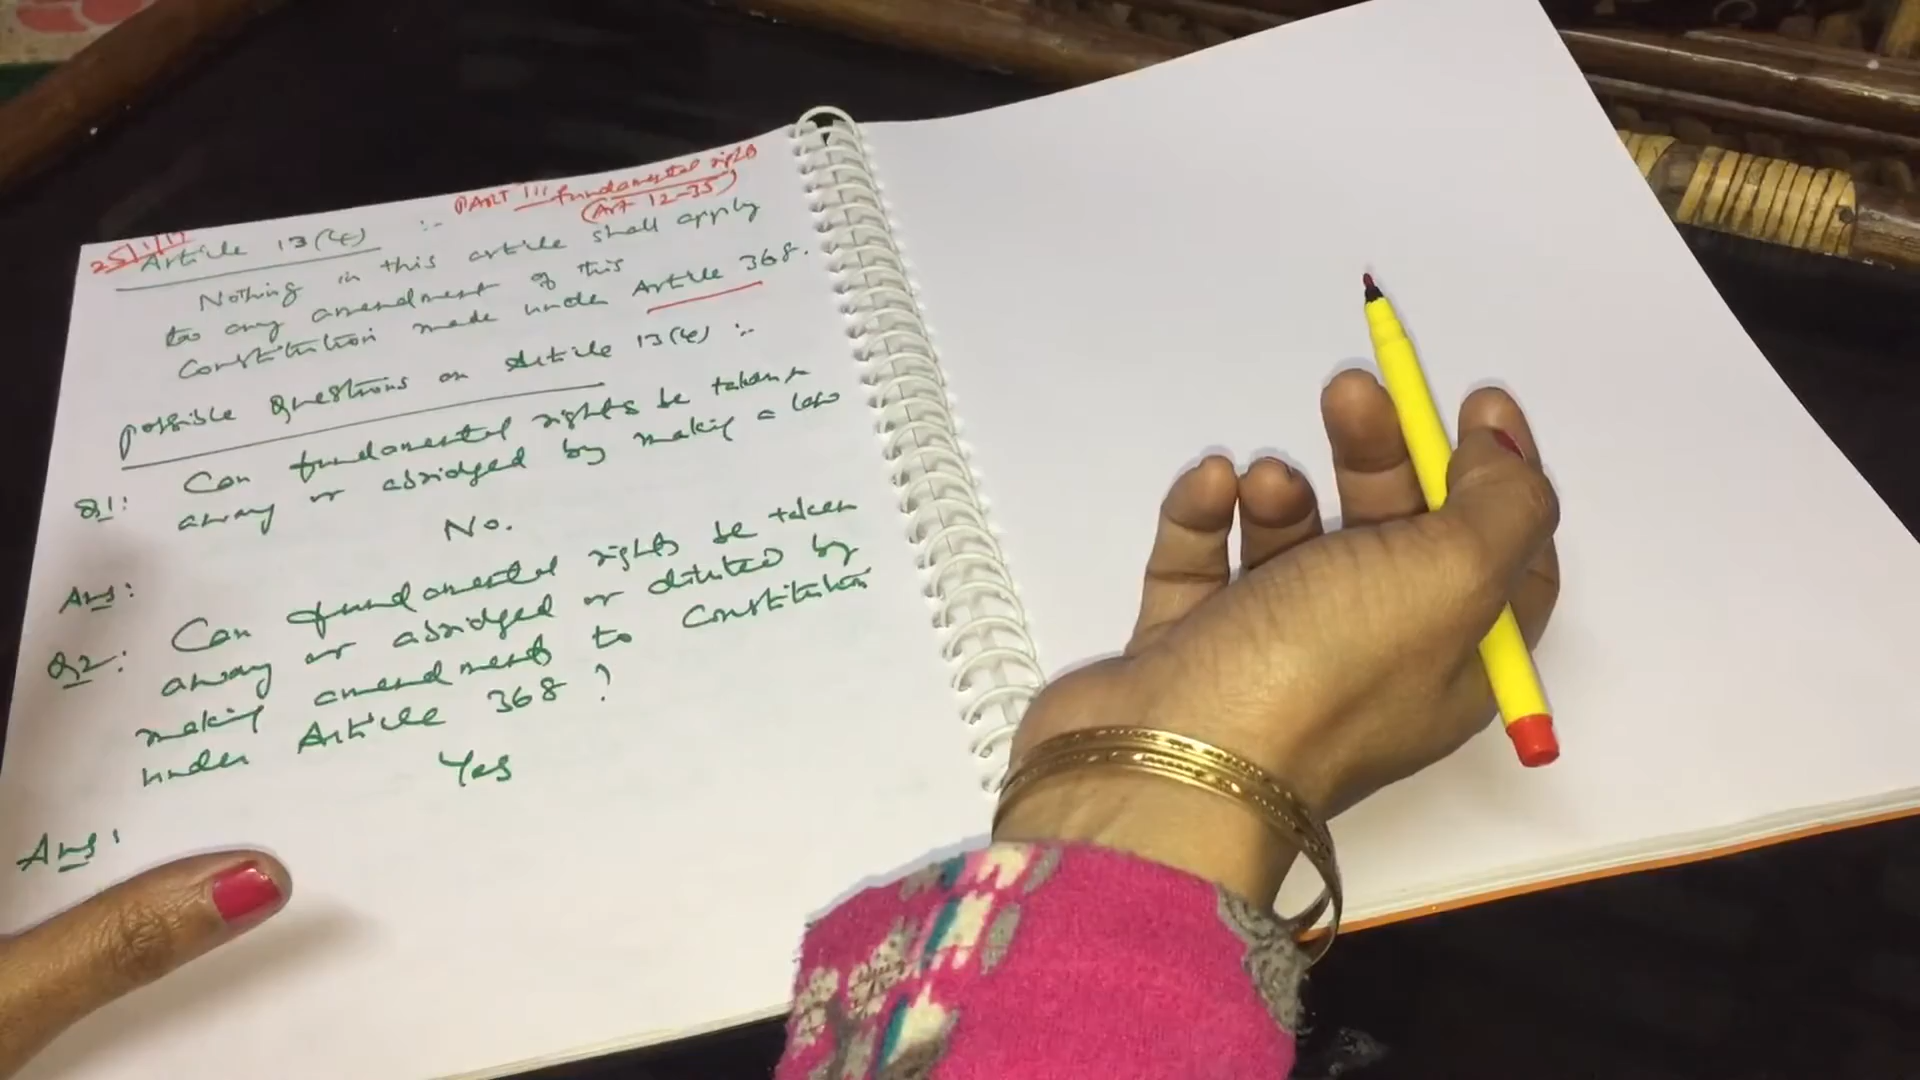 PART III fundamental rights
(Art 12-35)
25/1/17
Article 13(4) :-
Nothing in this article shall apply
to any amendment of this
Constitution made under Article 368.
possible Questions on Article 13(4) :-
Q1: Can fundamental rights be taken
away or abridged by making a law
Ans: No.
Q2: Can fundamental rights be taken
away or abridged or diluted by
making amendments to Constitution
under Article 368 ?
Ans: Yes